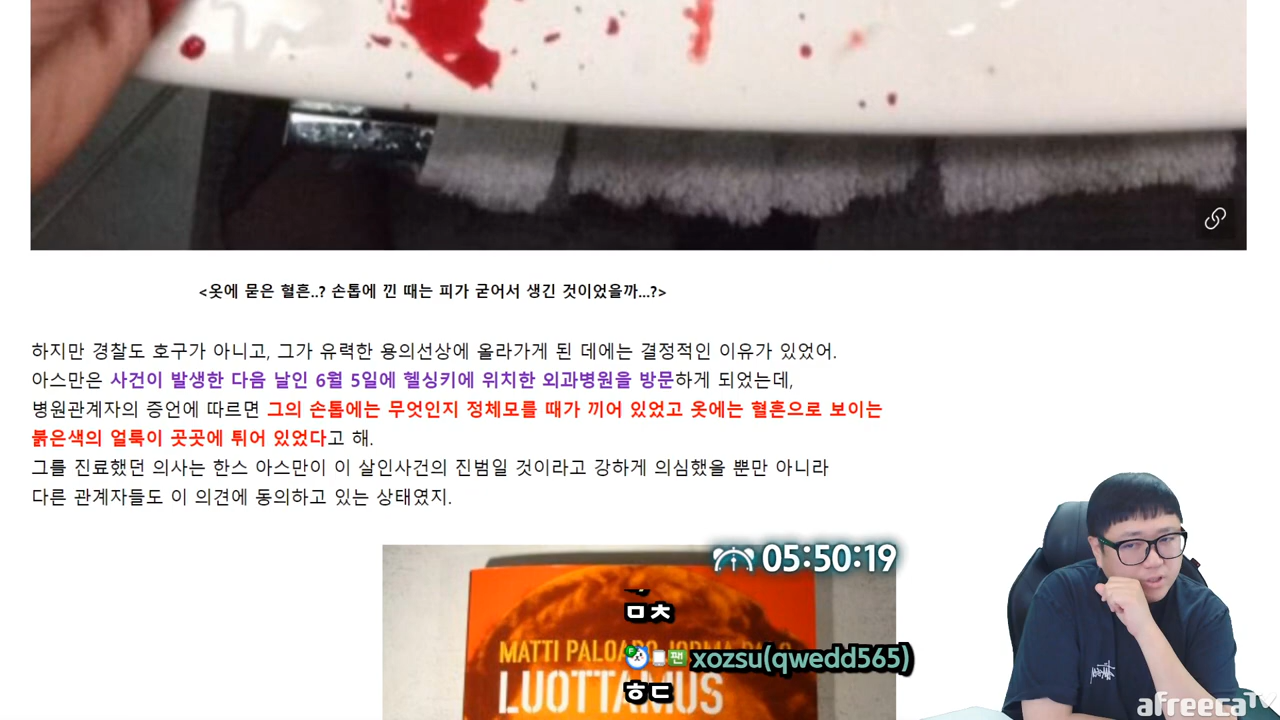 <옷에 묻은 혈흔..? 손톱에 낀 때는 피가 굳어서 생긴 것이었을까...?>
하지만 경찰도 호구가 아니고, 그가 유력한 용의선상에 올라가게 된 데에는 결정적인 이유가 있었어.
아스만은 사건이 발생한 다음 날인 6월 5일에 헬싱키에 위치한 외과병원을 방문하게 되었는데,
병원관계자의 증언에 따르면 그의 손톱에는 무엇인지 정체모를 때가 끼어 있었고 옷에는 혈흔으로 보이는
붉은색의 얼룩이 곳곳에 튀어 있었다고 해.
그를 진료했던 의사는 한스 아스만이 이 살인사건의 진범일 것이라고 강하게 의심했을 뿐만 아니라
다른 관계자들도 이 의견에 동의하고 있는 상태였지.
05:50:19
ㅁㅊ
MATTI PALOARO
F 팬 xozsu(qwedd565)
LUOTTAMUS
ㅎㄷ
afreecaTV